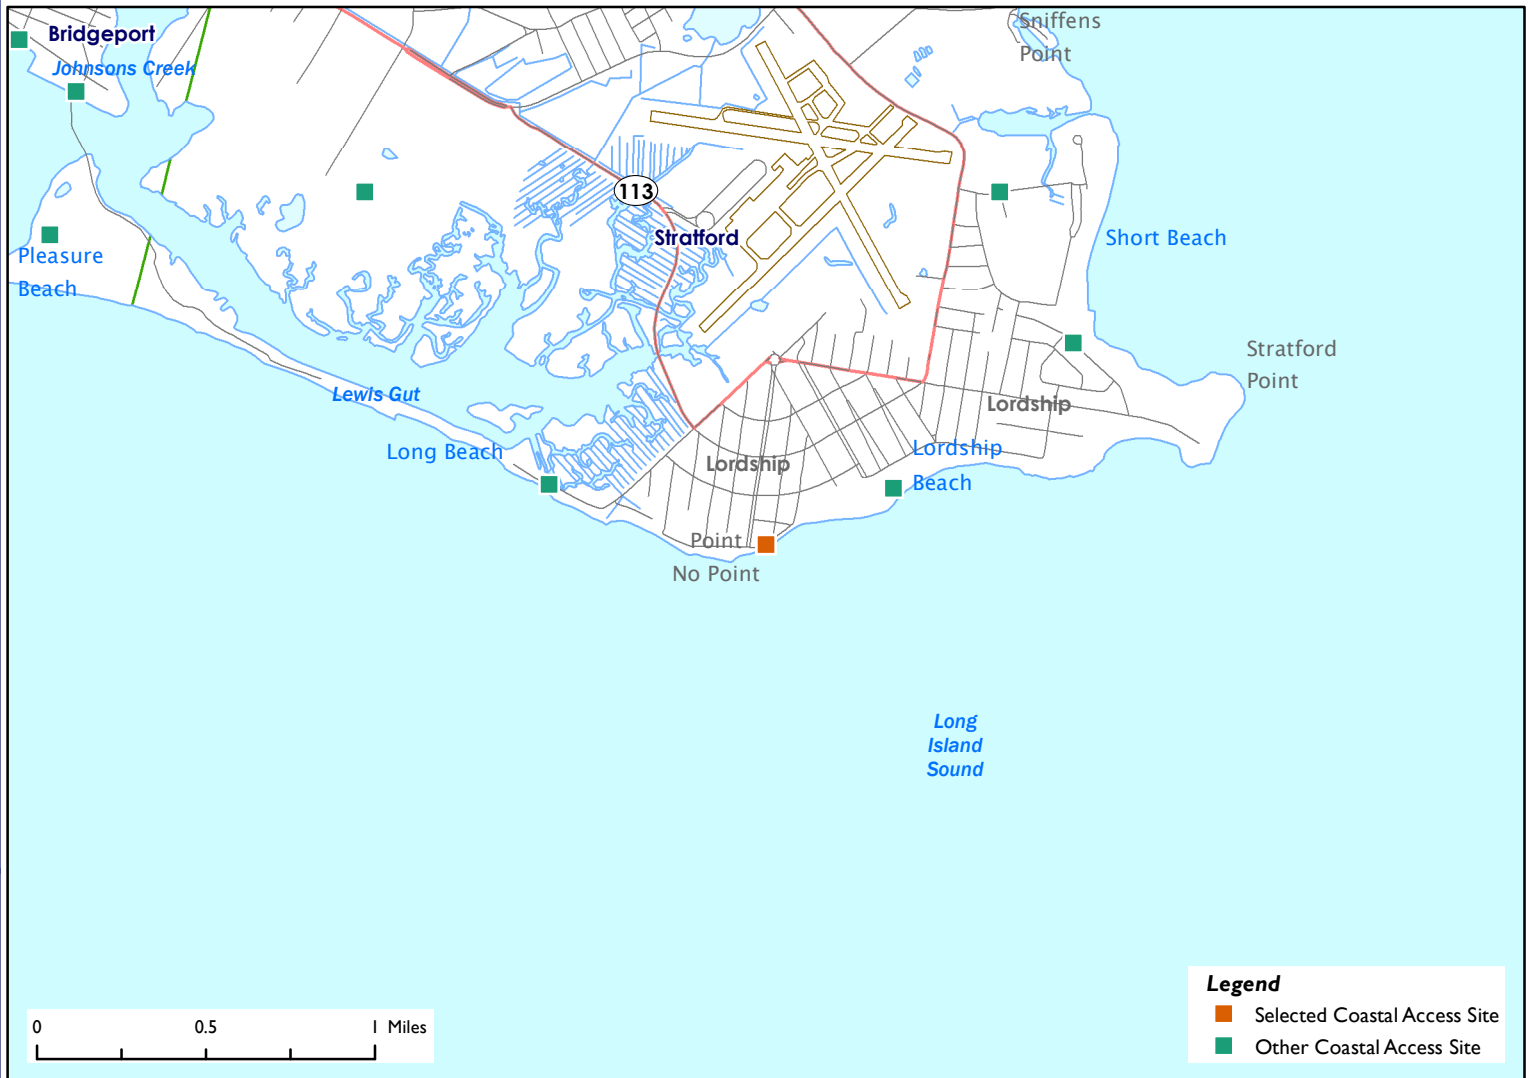 Sniffens
Point
Bridgeport
Johnsons Creek
113
Stratford
Short Beach
Pleasure
Beach
Stratford
Point
Lewis Gut
Lordship
Long Beach
Lordship
Beach
Lordship
Point
No Point
Long
Island
Sound
Legend
Selected Coastal Access Site
Other Coastal Access Site
0 0.5 1 Miles